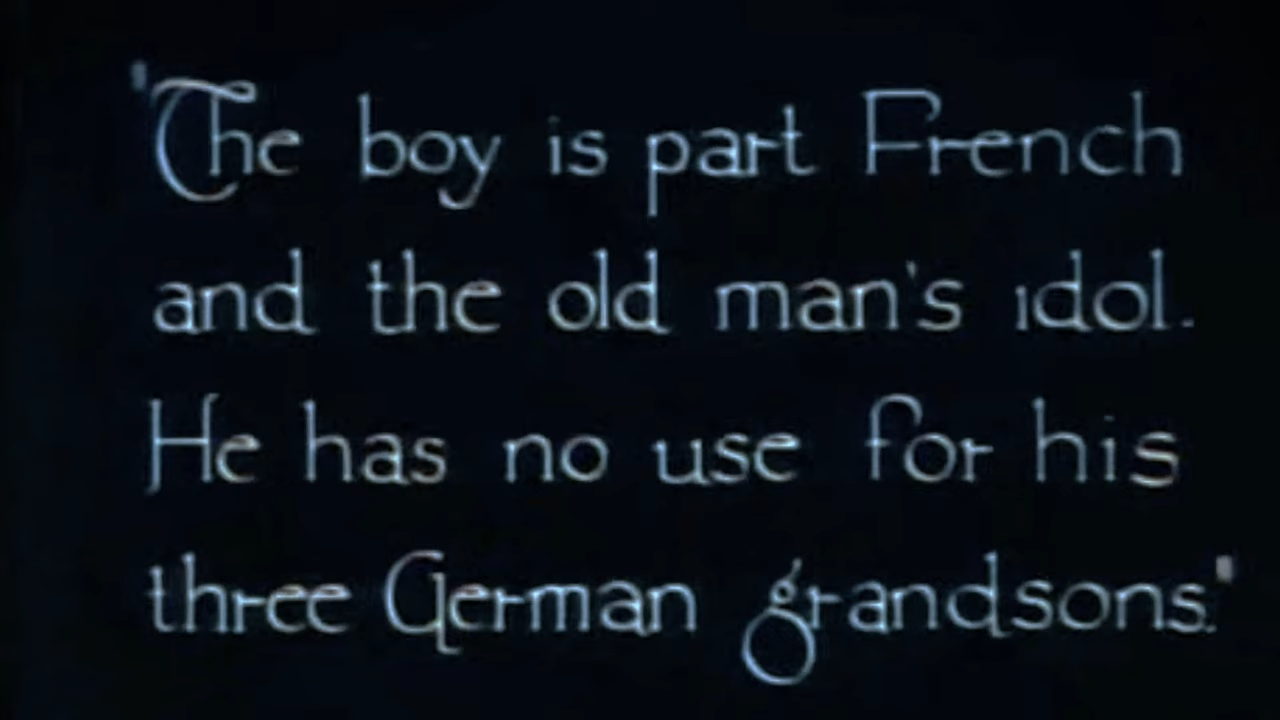 "The boy is part French
and the old man's idol.
He has no use for his
three German grandsons."